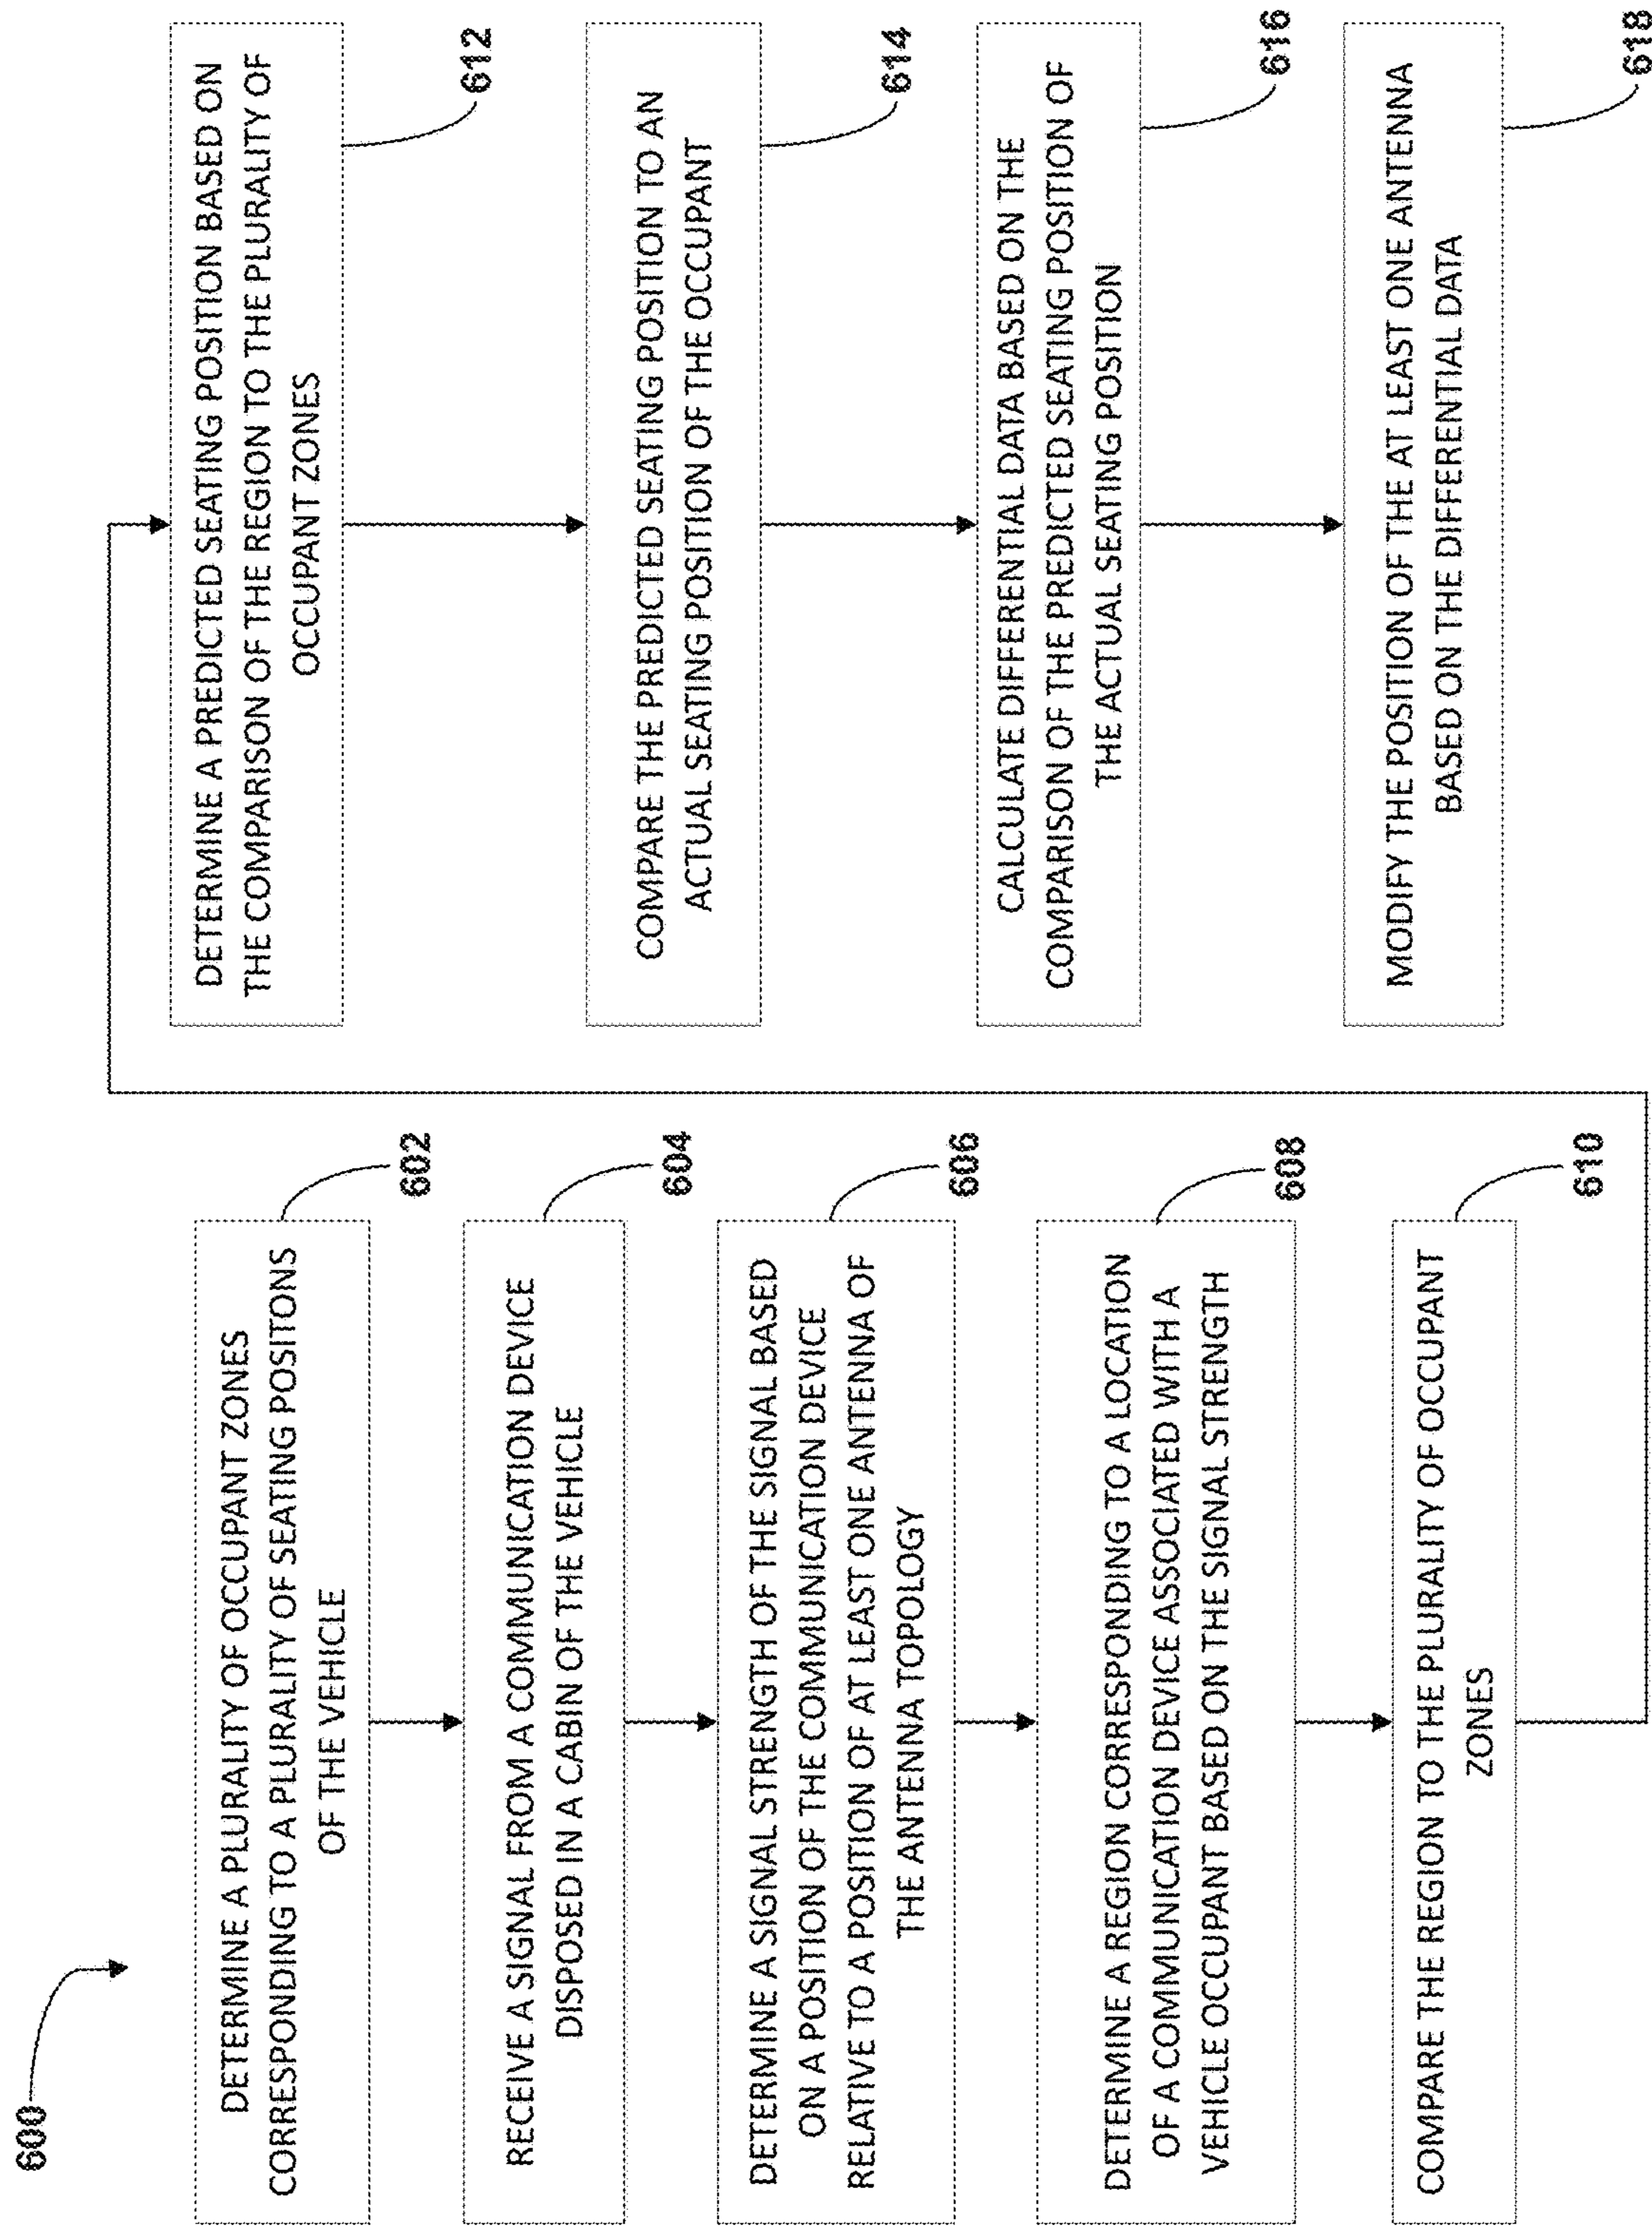 600
DETERMINE A PLURALITY OF OCCUPANT ZONES
CORRESPONDING TO A PLURALITY OF SEATING POSITONS
OF THE VEHICLE
602
RECEIVE A SIGNAL FROM A COMMUNICATION DEVICE
DISPOSED IN A CABIN OF THE VEHICLE
604
DETERMINE A SIGNAL STRENGTH OF THE SIGNAL BASED
ON A POSITION OF THE COMMUNICATION DEVICE
RELATIVE TO A POSITION OF AT LEAST ONE ANTENNA OF
THE ANTENNA TOPOLOGY
606
DETERMINE A REGION CORRESPONDING TO A LOCATION
OF A COMMUNICATION DEVICE ASSOCIATED WITH A
VEHICLE OCCUPANT BASED ON THE SIGNAL STRENGTH
608
COMPARE THE REGION TO THE PLURALITY OF OCCUPANT
ZONES
610
DETERMINE A PREDICTED SEATING POSITION BASED ON
THE COMPARISON OF THE REGION TO THE PLURALITY OF
OCCUPANT ZONES
612
COMPARE THE PREDICTED SEATING POSITION TO AN
ACTUAL SEATING POSITION OF THE OCCUPANT
614
CALCULATE DIFFERENTIAL DATA BASED ON THE
COMPARISON OF THE PREDICTED SEATING POSITION OF
THE ACTUAL SEATING POSITION
616
MODIFY THE POSITION OF THE AT LEAST ONE ANTENNA
BASED ON THE DIFFERENTIAL DATA
618